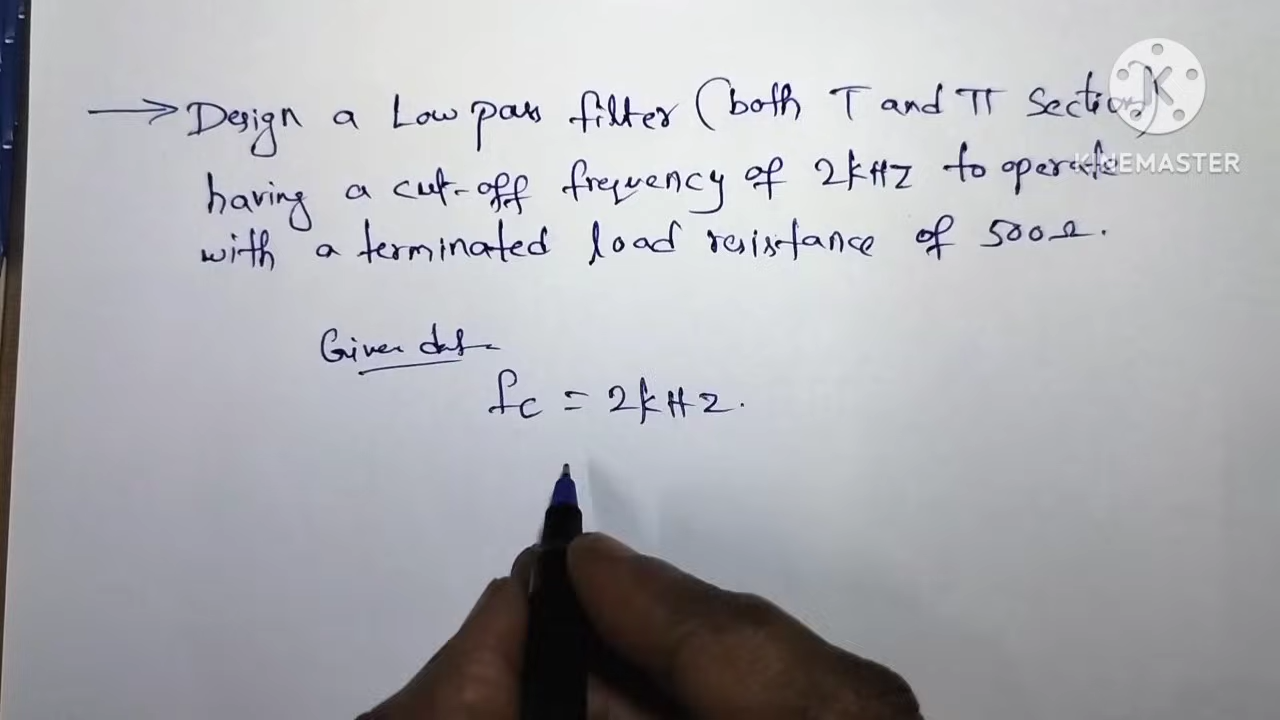 → Design a Low pass filter (both T and π section)
having a cut-off frequency of 2kHz to operate
with a terminated load resistance of 500Ω.
Given data
fc = 2kHz.
KINEMASTER